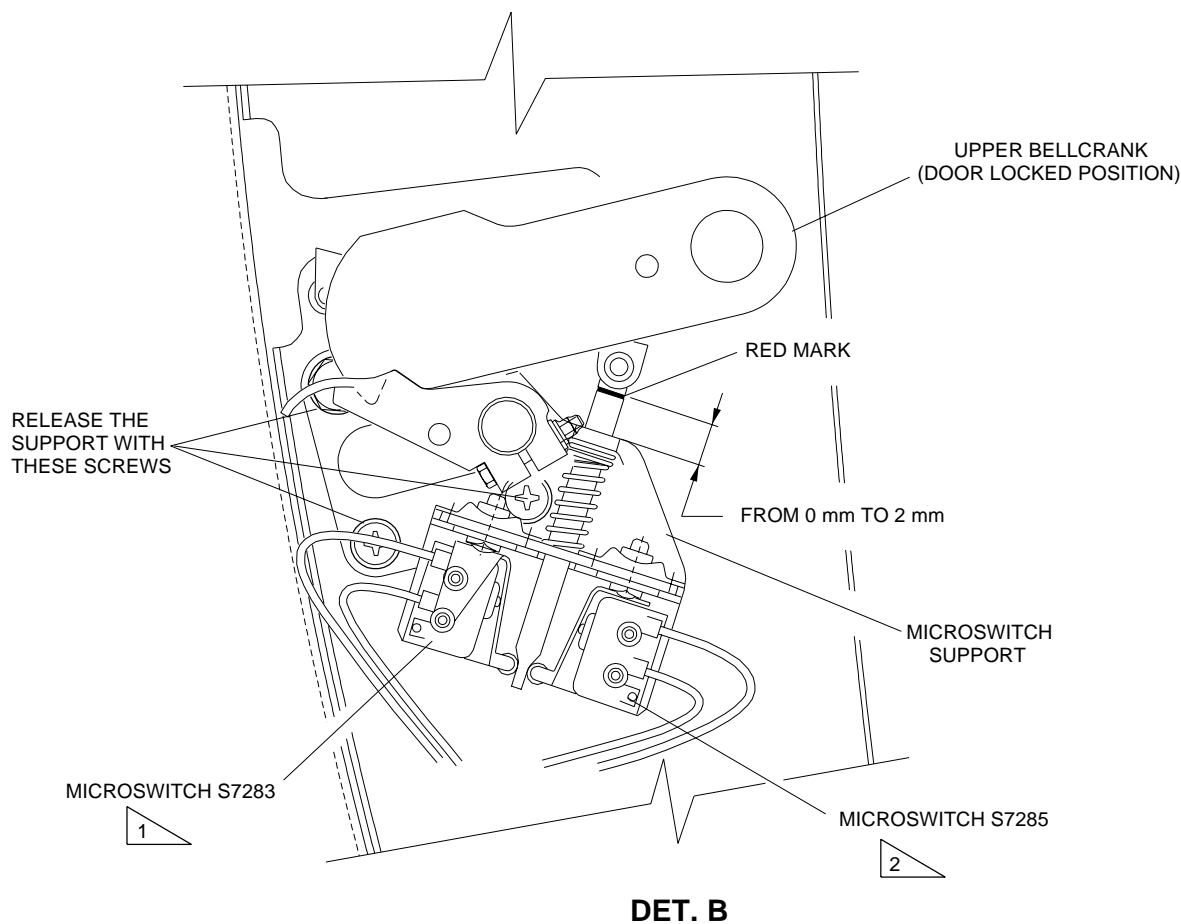 UPPER BELLCRANK
(DOOR LOCKED POSITION)
RED MARK
RELEASE THE
SUPPORT WITH
THESE SCREWS
FROM 0 mm TO 2 mm
MICROSWITCH
SUPPORT
MICROSWITCH S7283
1
MICROSWITCH S7285
2
DET. B